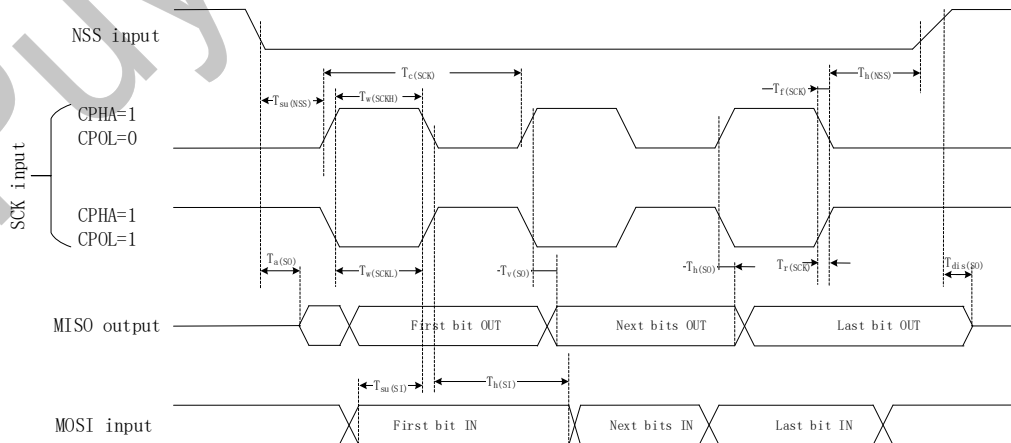 NSS input
Tc(SCK)
Th(NSS)
Tsu(NSS)
Tw(SCKH)
Tf(SCK)
CPHA=1
CPOL=0
SCK input
CPHA=1
CPOL=1
Ta(SO)
Tw(SCKL)
Tv(SO)
Th(SO)
Tr(SCK)
Tdis(SO)
MISO output
First bit OUT
Next bits OUT
Last bit OUT
Tsu(SI)
Th(SI)
MOSI input
First bit IN
Next bits IN
Last bit IN